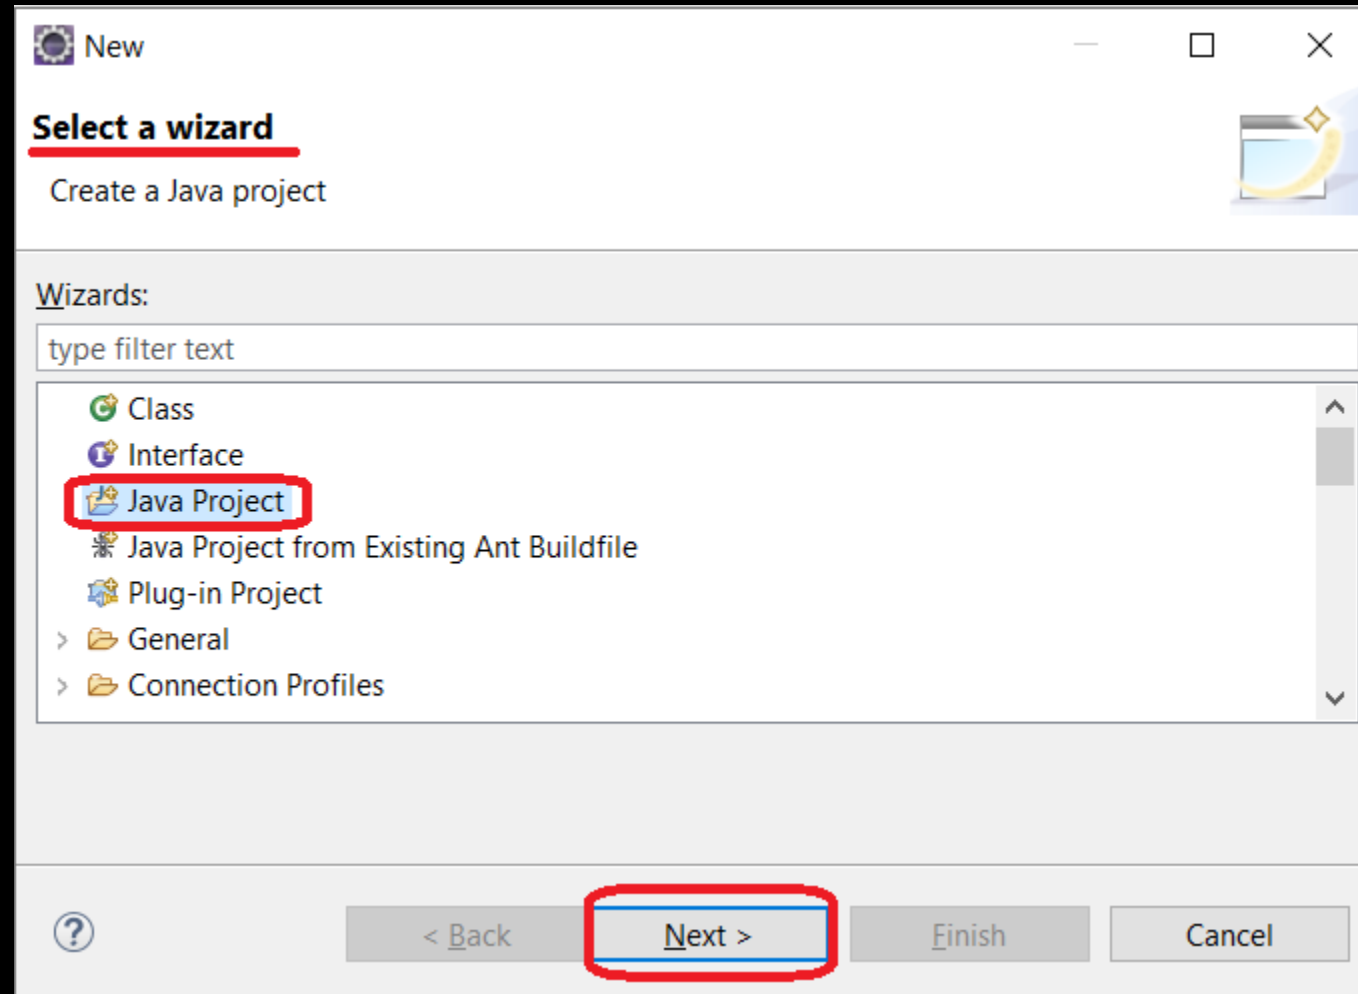 New
Select a wizard
Create a Java project
Wizards:
type filter text
Class
Interface
Java Project
Java Project from Existing Ant Buildfile
Plug-in Project
General
Connection Profiles
? < Back Next > Finish Cancel